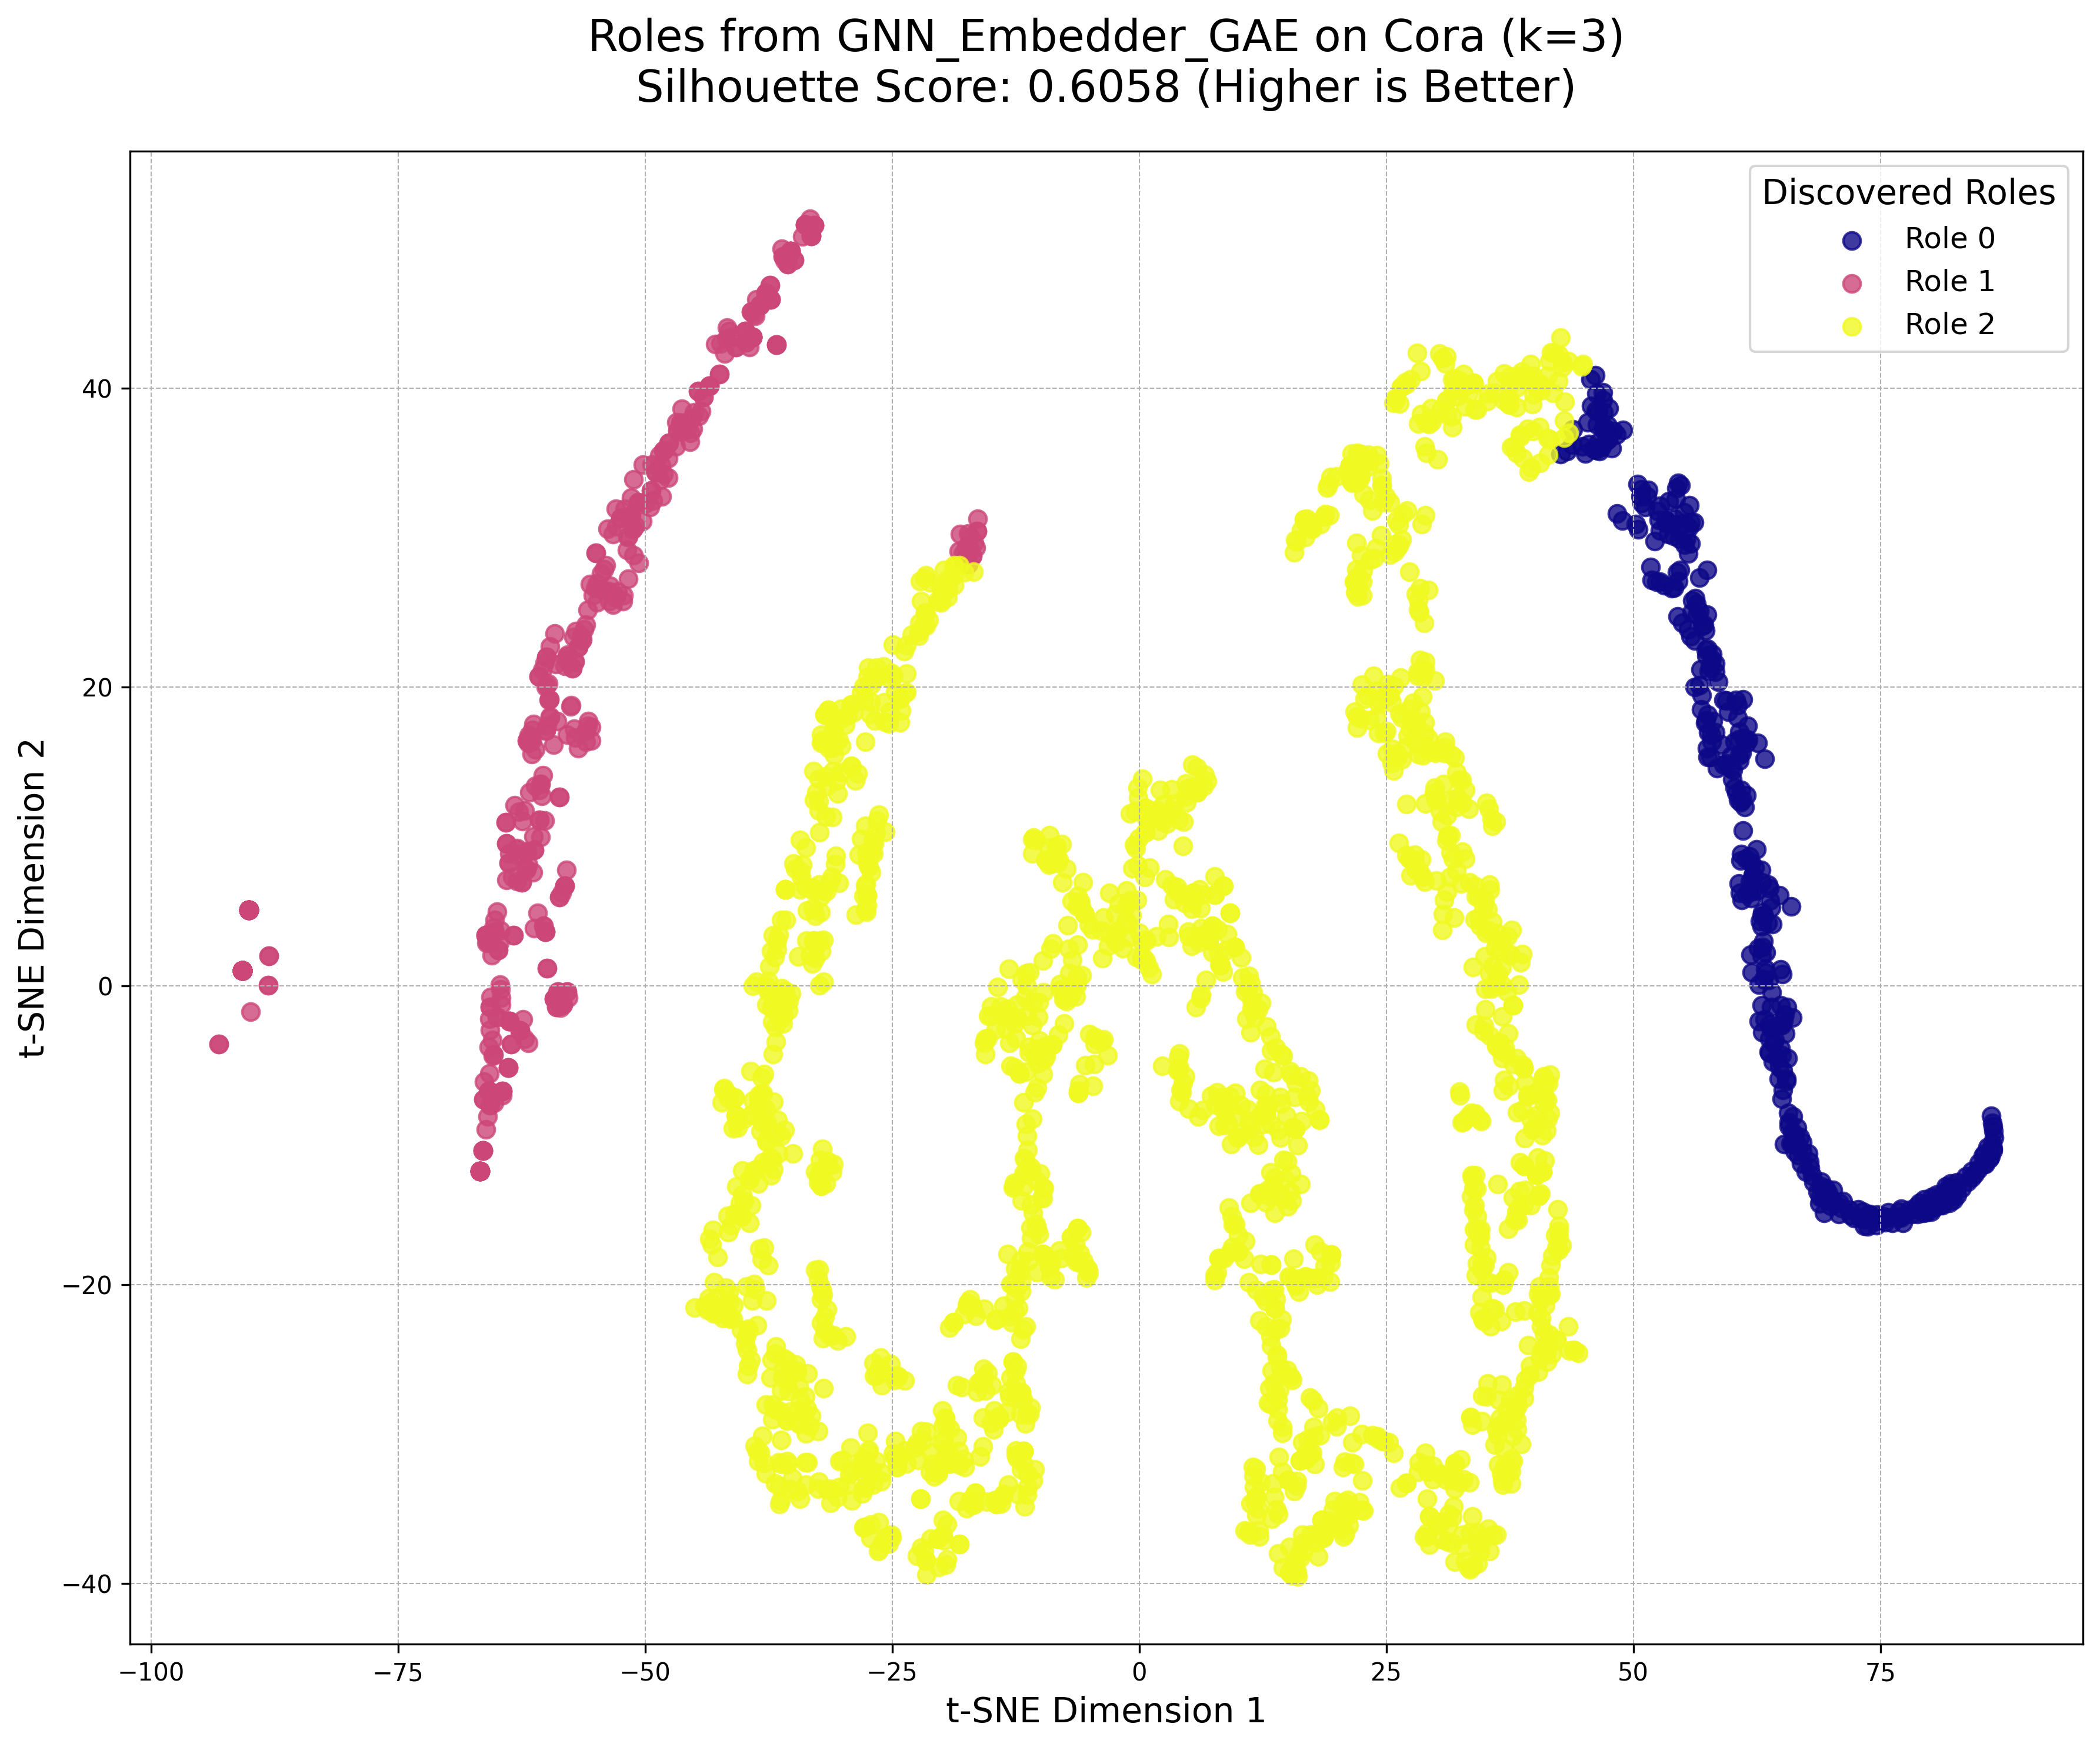 Roles from GNN_Embedder_GAE on Cora (k=3)
Silhouette Score: 0.6058 (Higher is Better)
Discovered Roles
Role 0
Role 1
Role 2
40
20
0
−20
−40
t-SNE Dimension 2
−100 −75 −50 −25 0 25 50 75
t-SNE Dimension 1